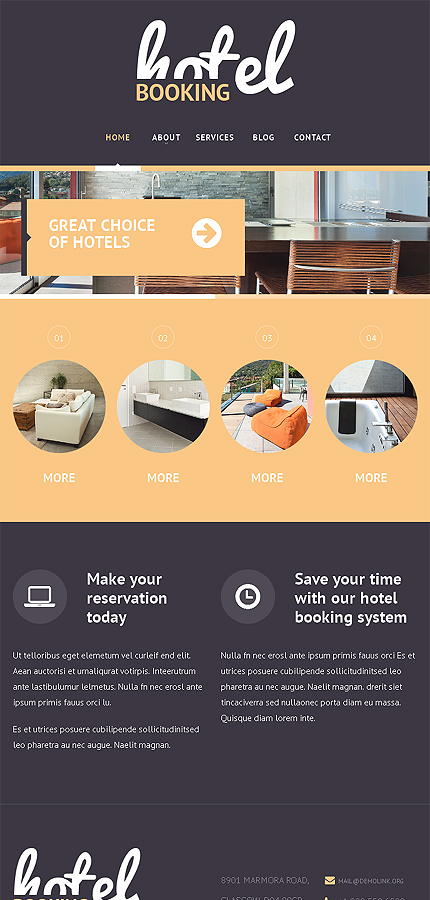 hotel
BOOKING
HOME ABOUT SERVICES BLOG CONTACT
GREAT CHOICE
OF HOTELS
01 02 03 04
MORE MORE MORE MORE
Make your
reservation
today
Ut telloribus eget elemetum vel curleif end elit.
Aean auctorisi et urnaliqurat votirpis. Inteerutrum
ante lastibulumur lelmetus. Nulla fn nec erosl ante
ipsum primis fauus orci lu.
Es et utrices posuere cubilipende sollicitudinitsed
leo pharetra au nec augue. Naelit magnan.
Save your time
with our hotel
booking system
Nulla fn nec erosl ante ipsum primis fauus orci Es et
utrices posuere cubilipende sollicitudinitsed leo
pharetra au nec augue. Naelit magnan. drerit siet
tincaciverra sed nullaonec porta diam eu massa.
Quisque diam lorem inte.
hotel
BOOKING
8901 MARMORA ROAD,
MAIL@DEMOLINK.ORG